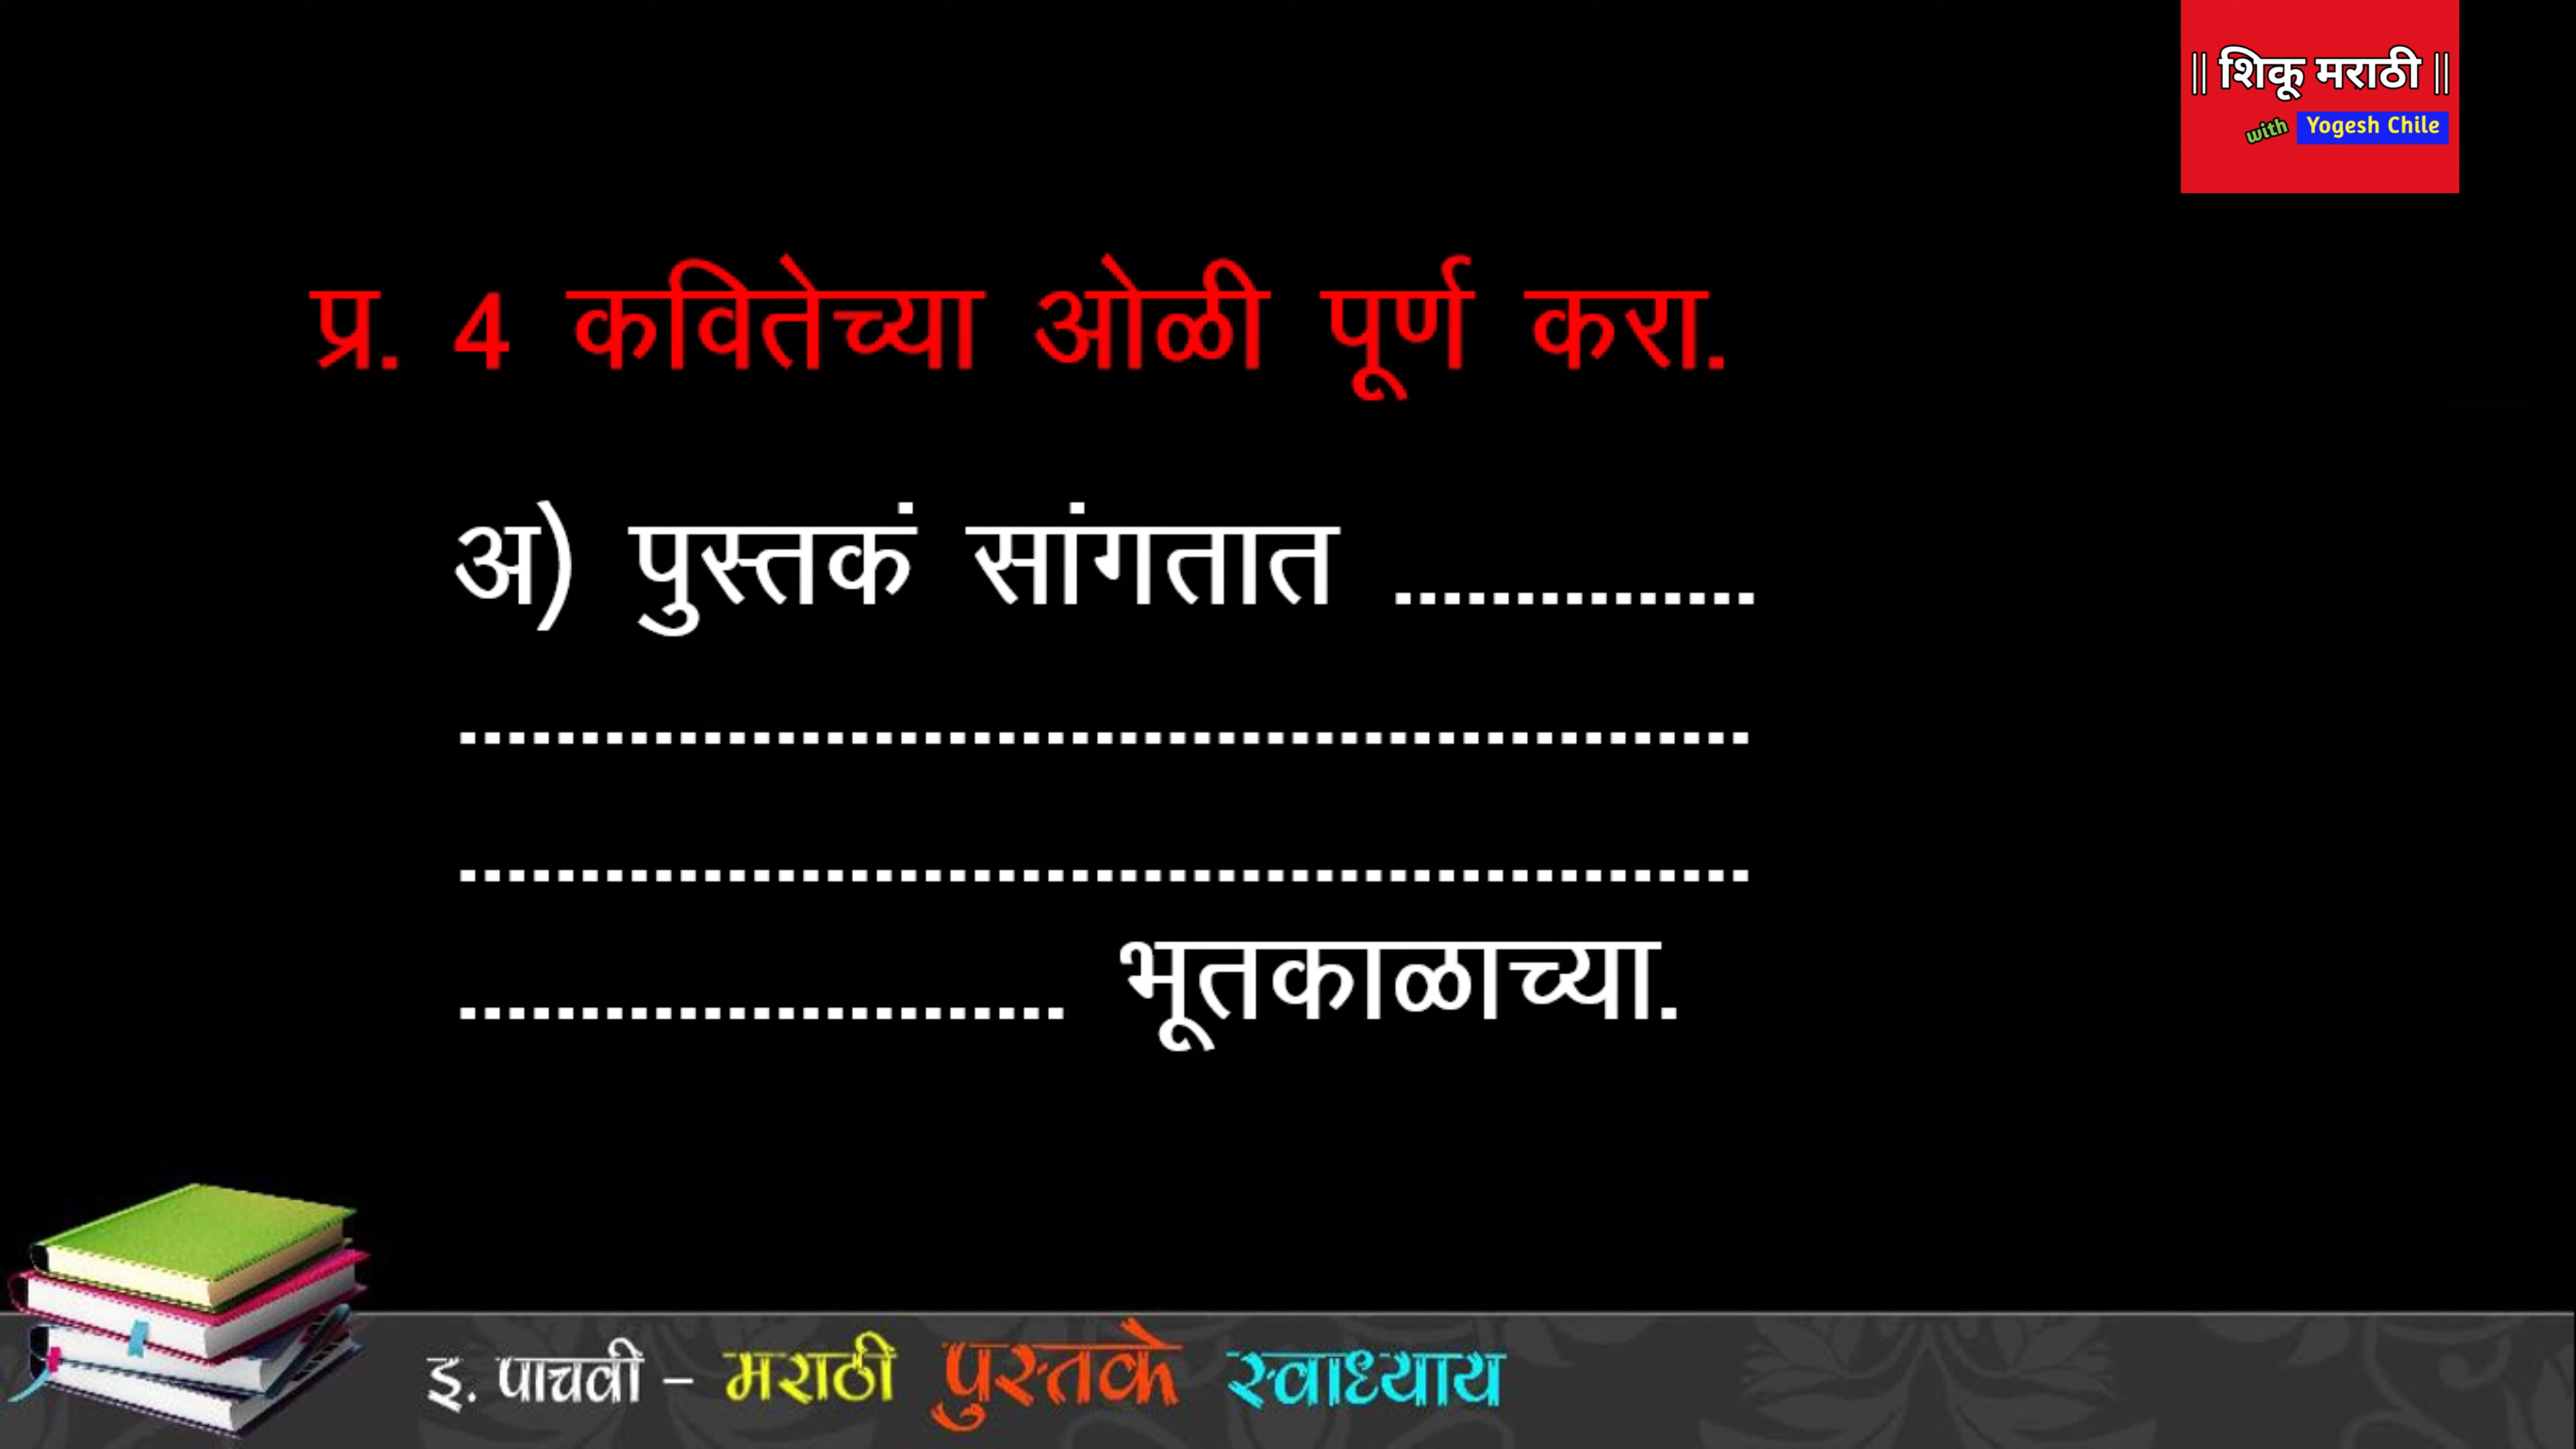 || शिकू मराठी ||
with Yogesh Chile
प्र. 4 कवितेच्या ओळी पूर्ण करा.
अ) पुस्तकं सांगतात ...............
.....................................................
.....................................................
......................... भूतकाळाच्या.
इ. पाचवी – मराठी पुस्तके स्वाध्याय